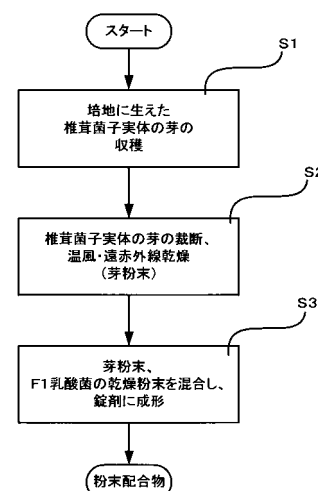 スタート
S1
培地に生えた
椎茸菌子実体の芽の
収穫
S2
椎茸菌子実体の芽の裁断、
温風・遠赤外線乾燥
(芽粉末)
S3
芽粉末、
F1乳酸菌の乾燥粉末を混合し、
錠剤に成形
粉末配合物